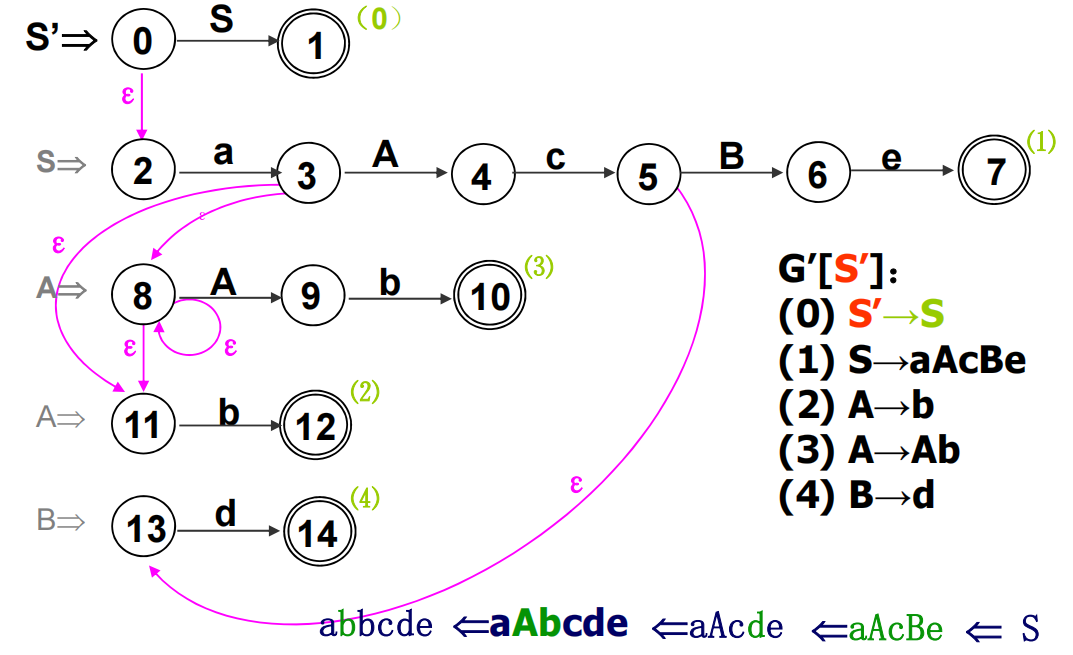 S'⇒ 0 S 1 (0)
ε
S⇒ 2 a 3 A 4 c 5 B 6 e 7 (1)
ε
ε
A⇒ 8 A 9 b 10 (3)
ε ε
A⇒ 11 b 12 (2)
B⇒ 13 d 14 (4)
ε
G′[S′]：
(0) S′→S
(1) S→aAcBe
(2) A→b
(3) A→Ab
(4) B→d
abbcde ⇐aAbcde ⇐aAcde ⇐aAcBe ⇐ S